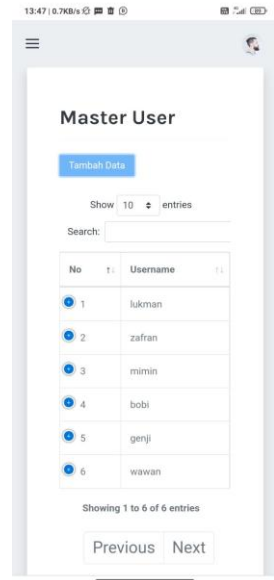 13:47 | 0.7KB/s
Master User
Tambah Data
Show 10 entries
Search:
No Username
1 lukman
2 zafran
3 mimin
4 bobi
5 genji
6 wawan
Showing 1 to 6 of 6 entries
Previous Next